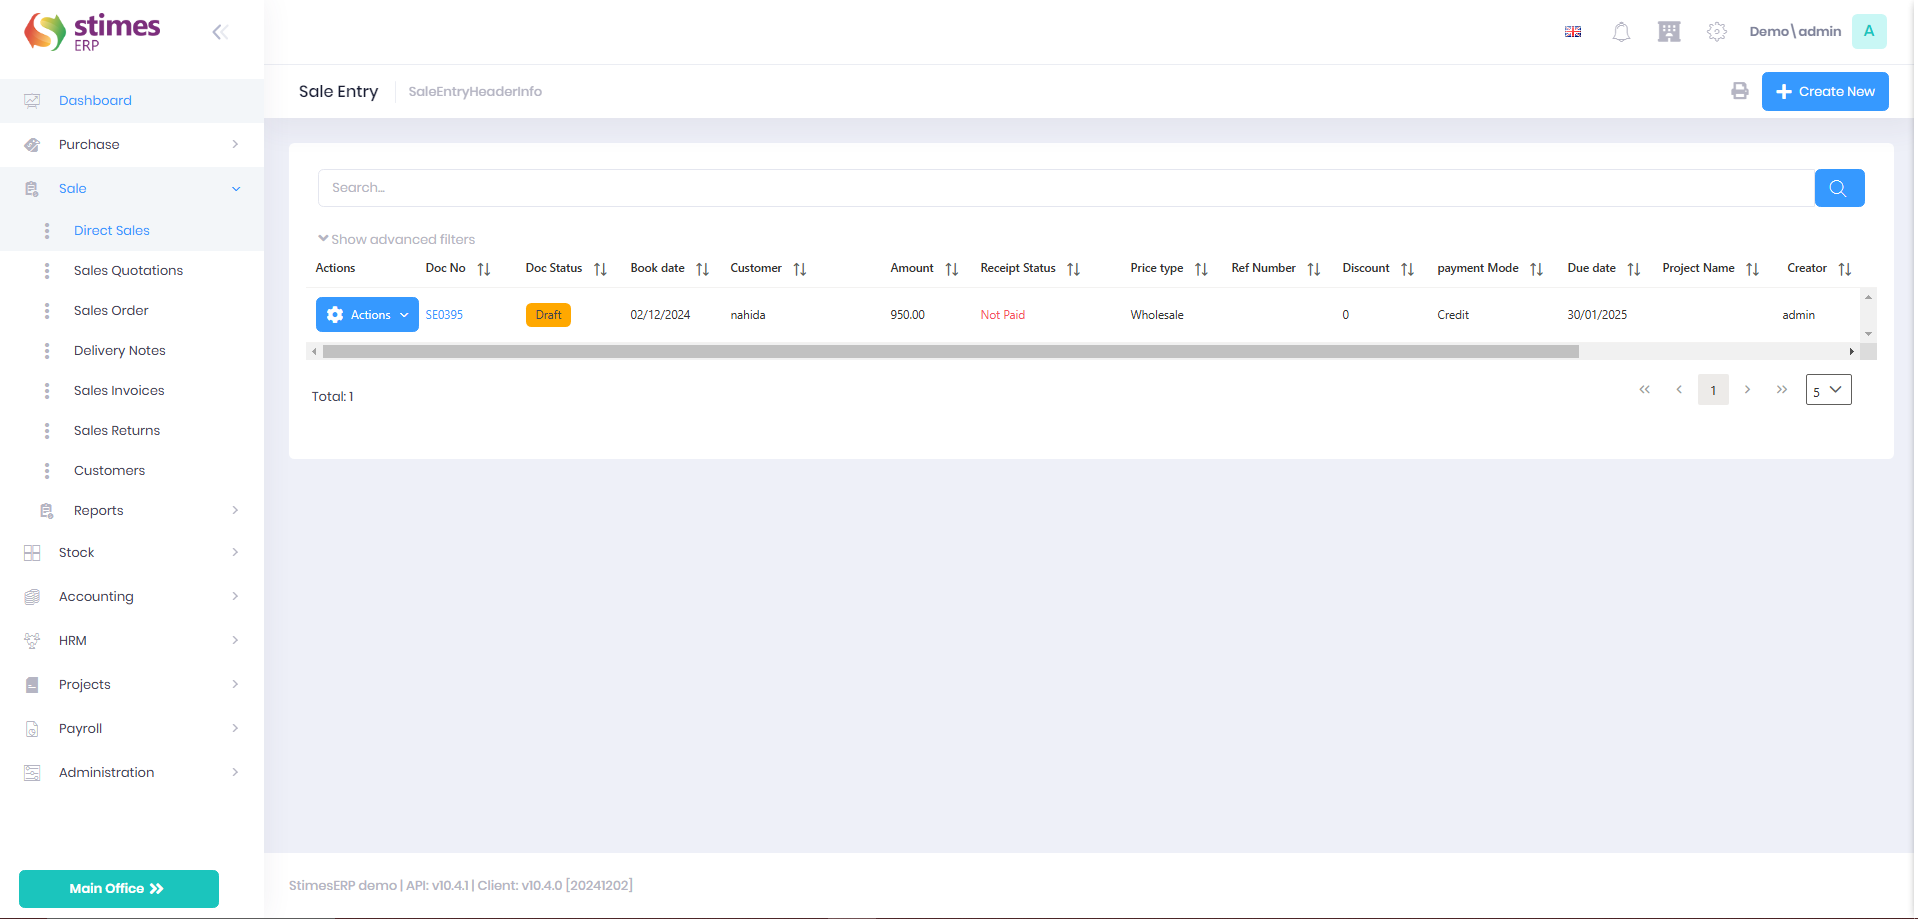 stimes
ERP
Demo\admin
A
Sale Entry
SaleEntryHeaderInfo
Create New
Dashboard
Purchase
Sale
Direct Sales
Sales Quotations
Sales Order
Delivery Notes
Sales Invoices
Sales Returns
Customers
Reports
Stock
Accounting
HRM
Projects
Payroll
Administration
Main Office
Search...
Show advanced filters
Actions Doc No Doc Status Book date Customer Amount Receipt Status Price type Ref Number Discount payment Mode Due date Project Name Creator
Actions SE0395 Draft 02/12/2024 nahida 950.00 Not Paid Wholesale 0 Credit 30/01/2025 admin
Total: 1
1
5
StimesERP demo | API: v10.4.1 | Client: v10.4.0 [20241202]